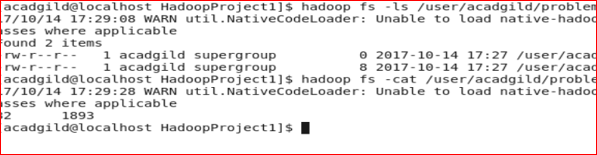 acadgild@localhost HadoopProject1]$ hadoop fs -ls /user/acadgild/problem
7/10/14 17:29:08 WARN util.NativeCodeLoader: Unable to load native-hadoo
asses where applicable
ound 2 items
rw-r--r-- 1 acadgild supergroup 0 2017-10-14 17:27 /user/aca
rw-r--r-- 1 acadgild supergroup 8 2017-10-14 17:27 /user/aca
acadgild@localhost HadoopProject1]$ hadoop fs -cat /user/acadgild/proble
7/10/14 17:29:28 WARN util.NativeCodeLoader: Unable to load native-hadoo
asses where applicable
2 1893
acadgild@localhost HadoopProject1]$